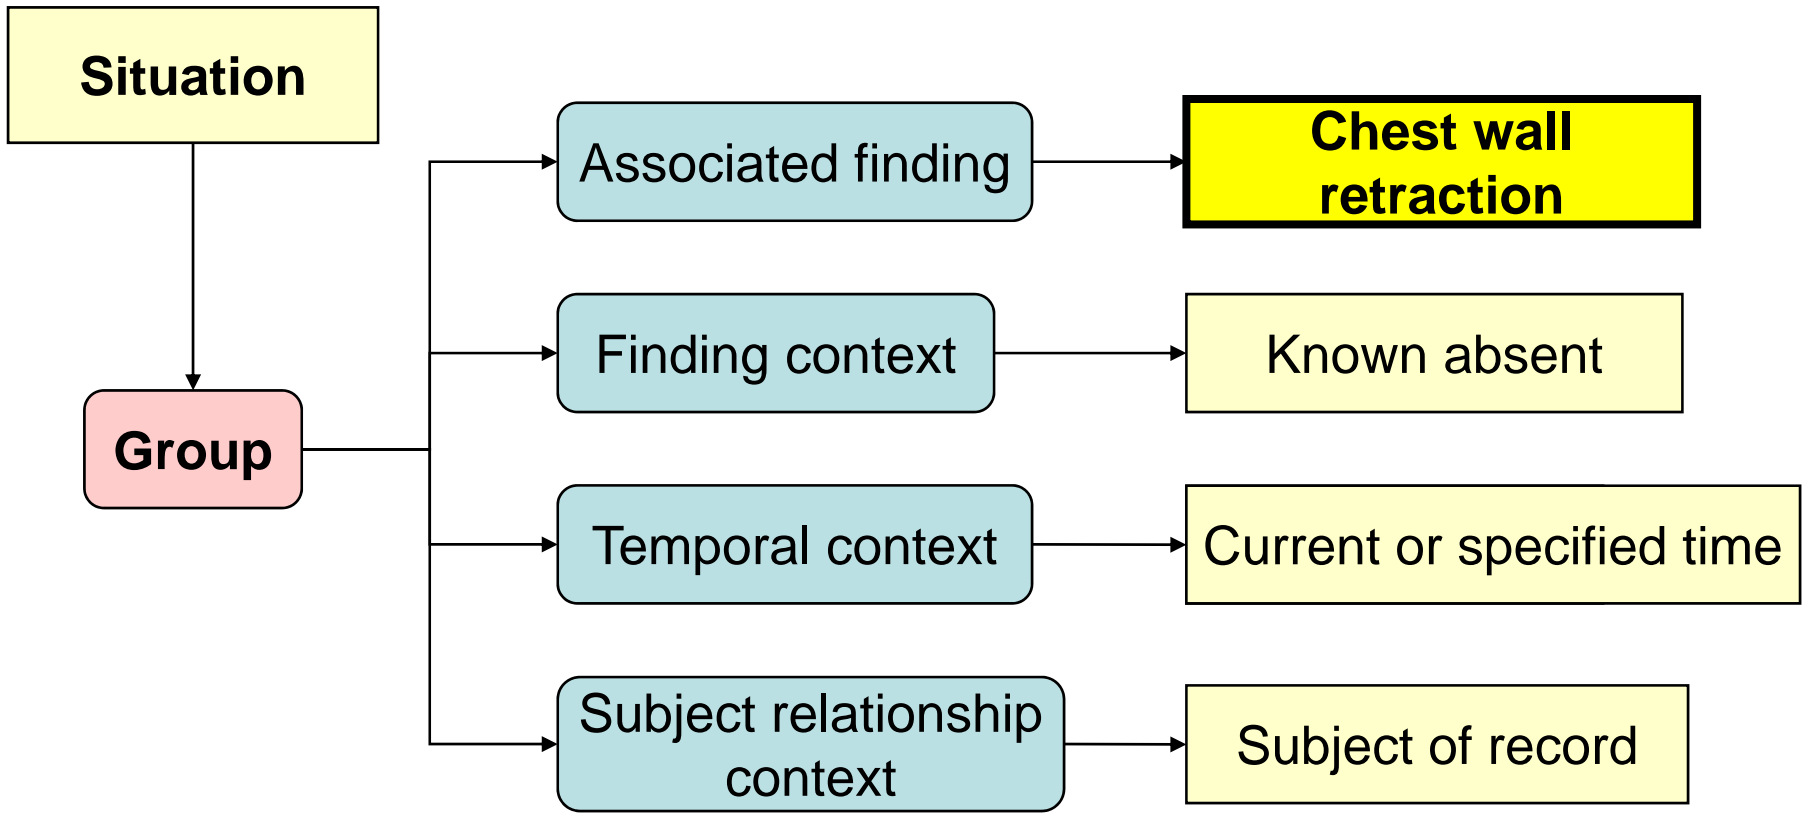 Situation
Associated finding
Chest wall
retraction
Finding context
Known absent
Group
Temporal context
Current or specified time
Subject relationship
context
Subject of record